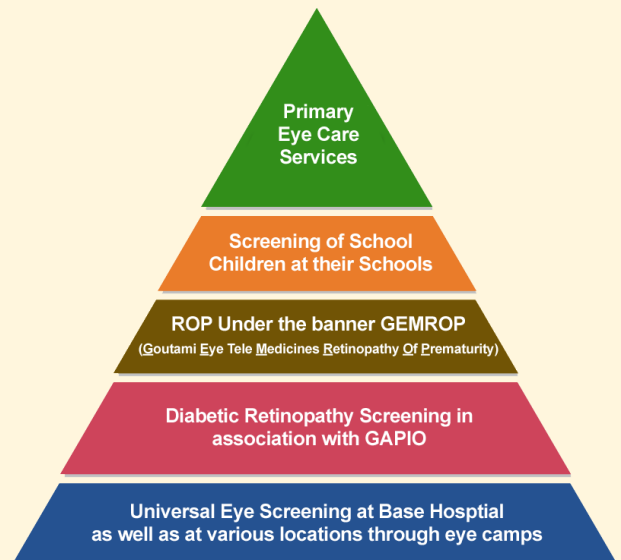 Primary
Eye Care
Services
Screening of School
Children at their Schools
ROP Under the banner GEMROP
(Goutami Eye Tele Medicines Retinopathy Of Prematurity)
Diabetic Retinopathy Screening in
association with GAPIO
Universal Eye Screening at Base Hosptial
as well as at various locations through eye camps